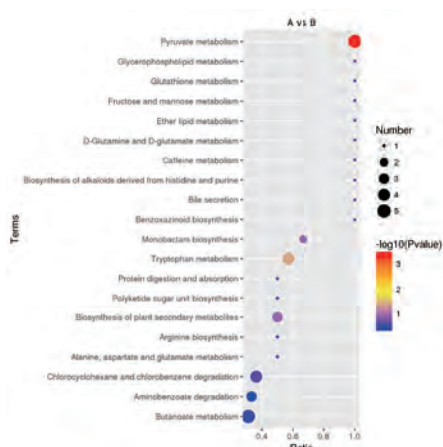 A vs B
Pyruvate metabolism
Glycerophospholipid metabolism
Glutathione metabolism
Fructose and mannose metabolism
Ether lipid metabolism
D-Glutamine and D-glutamate metabolism
Caffeine metabolism
Biosynthesis of alkaloids derived from histidine and purine
Bile secretion
Benzoxazinoid biosynthesis
Monobactam biosynthesis
Tryptophan metabolism
Protein digestion and absorption
Polyketide sugar unit biosynthesis
Biosynthesis of plant secondary metabolites
Arginine biosynthesis
Alanine, aspartate and glutamate metabolism
Chlorocyclohexane and chlorobenzene degradation
Aminobenzoate degradation
Butanoate metabolism
Terms
0.4 0.6 0.8 1.0
Ratio
Number
1
2
3
4
5
-log10(Pvalue)
3
2
1